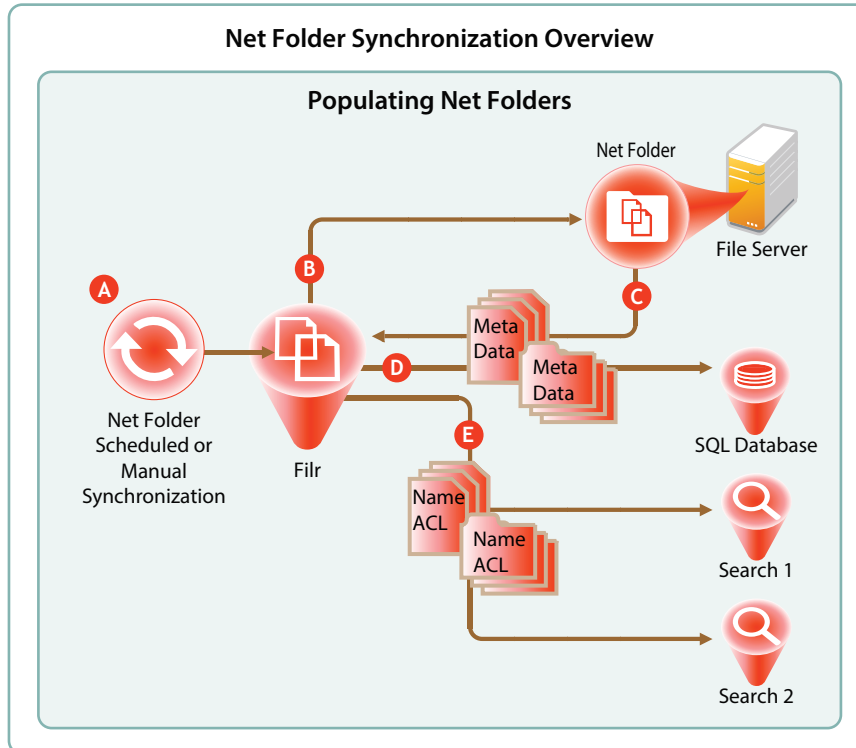 Net Folder Synchronization Overview
Populating Net Folders
Net Folder
File Server
B
A
C
Meta
Data
D
Meta
Data
Net Folder
Scheduled or
Manual
Synchronization
Filr
E
SQL Database
Name
ACL
Name
ACL
Search 1
Search 2